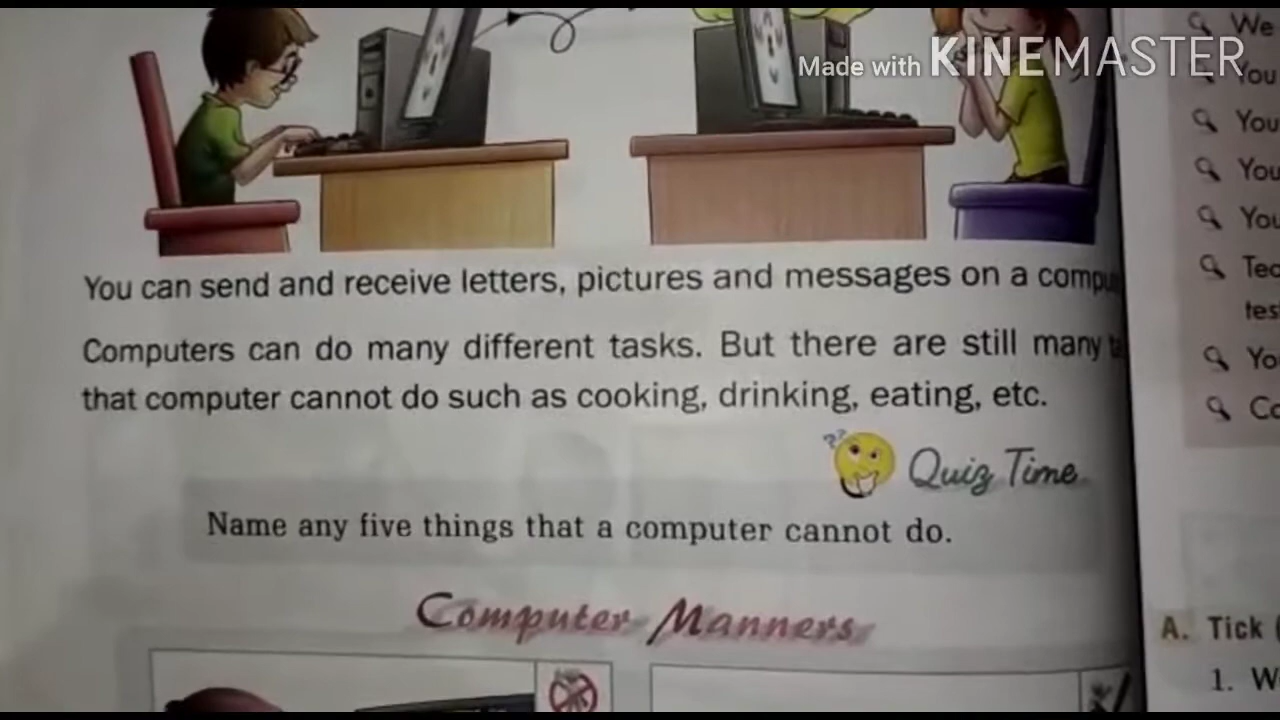 Made with KINEMASTER
You can send and receive letters, pictures and messages on a
Computers can do many different tasks. But there are still many
that computer cannot do such as cooking, drinking, eating, etc.
Quiz Time
Name any five things that a computer cannot do.
Computer Manners
We
You
You
You
You
A. Tick
1.